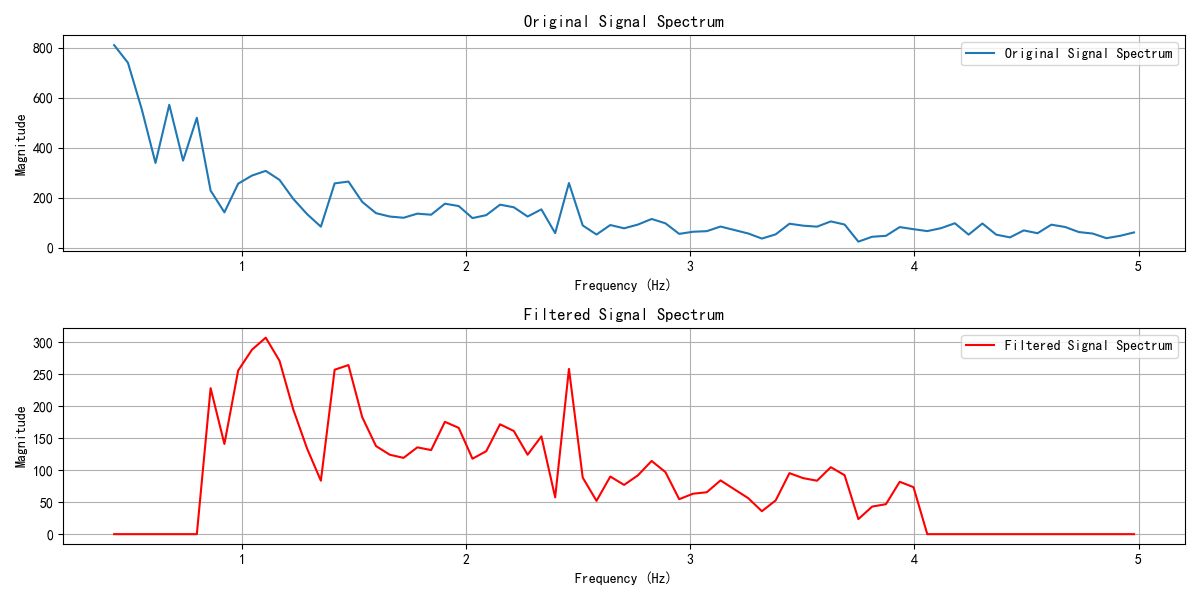 Original Signal Spectrum
800
600
400
200
0
Magnitude
Original Signal Spectrum
1 2 3 4 5
Frequency (Hz)
Filtered Signal Spectrum
300
250
200
150
100
50
0
Magnitude
Filtered Signal Spectrum
1 2 3 4 5
Frequency (Hz)